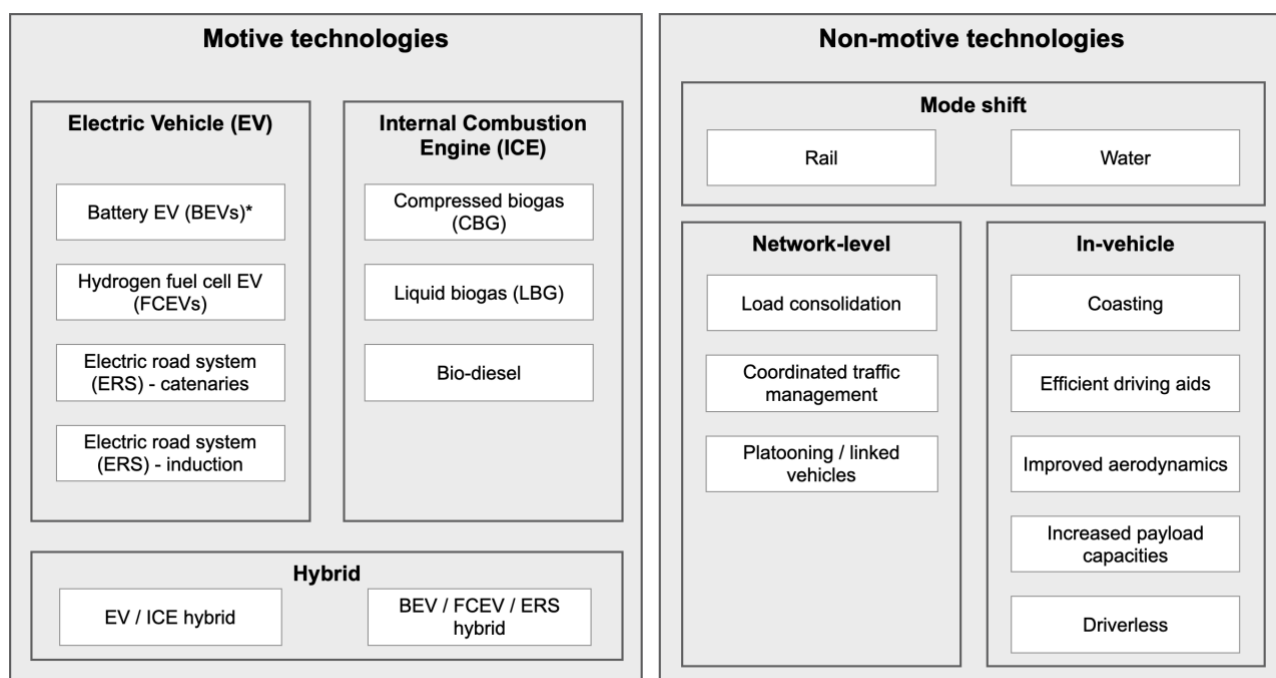 Motive technologies
Electric Vehicle (EV)
Battery EV (BEVs)*
Hydrogen fuel cell EV
(FCEVs)
Electric road system
(ERS) - catenaries
Electric road system
(ERS) - induction
Internal Combustion
Engine (ICE)
Compressed biogas
(CBG)
Liquid biogas (LBG)
Bio-diesel
Hybrid
EV / ICE hybrid
BEV / FCEV / ERS
hybrid
Non-motive technologies
Mode shift
Rail
Water
Network-level
Load consolidation
Coordinated traffic
management
Platooning / linked
vehicles
In-vehicle
Coasting
Efficient driving aids
Improved aerodynamics
Increased payload
capacities
Driverless